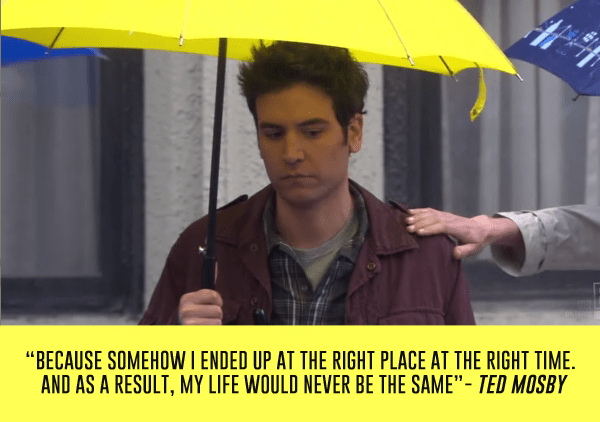 “BECAUSE SOMEHOW I ENDED UP AT THE RIGHT PLACE AT THE RIGHT TIME.
AND AS A RESULT, MY LIFE WOULD NEVER BE THE SAME”- TED MOSBY